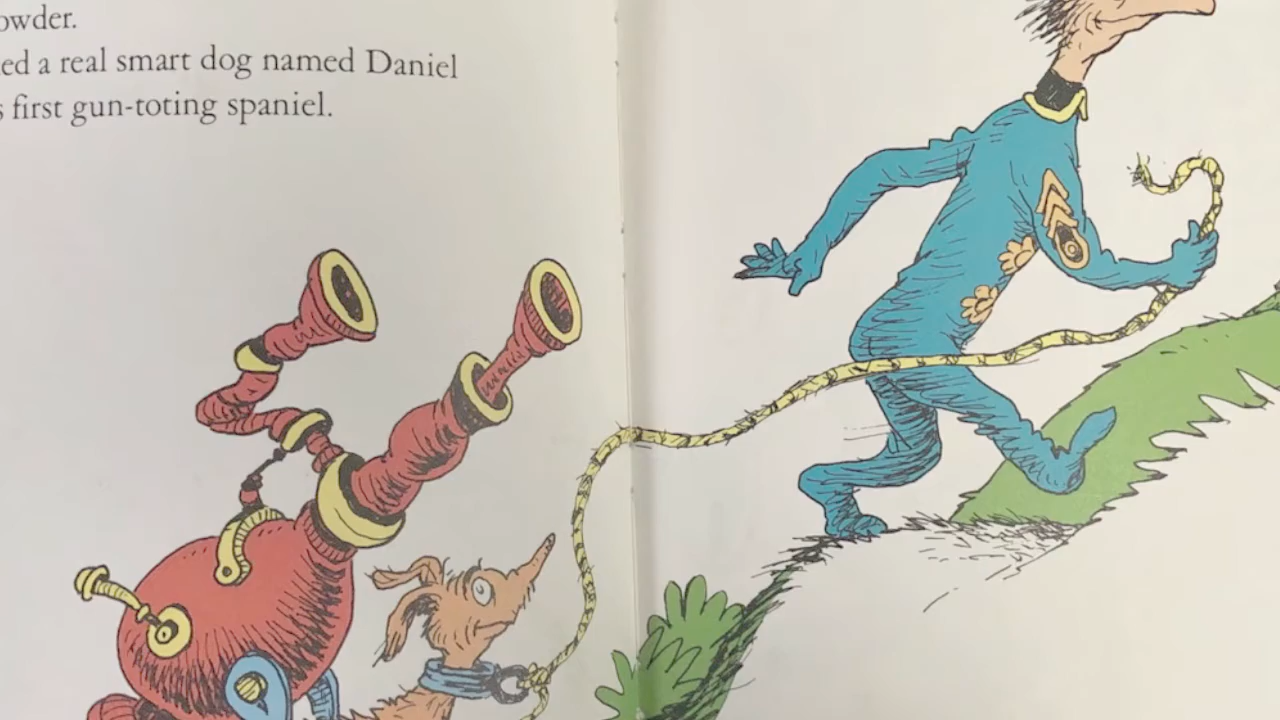 owder.
ed a real smart dog named Daniel
s first gun-toting spaniel.